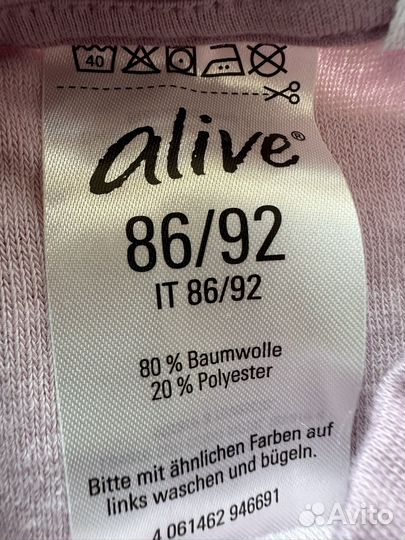 40
alive®
86/92
IT 86/92
80 % Baumwolle
20 % Polyester
Bitte mit ähnlichen Farben auf
links waschen und bügeln.
4 061462 946691
Avito